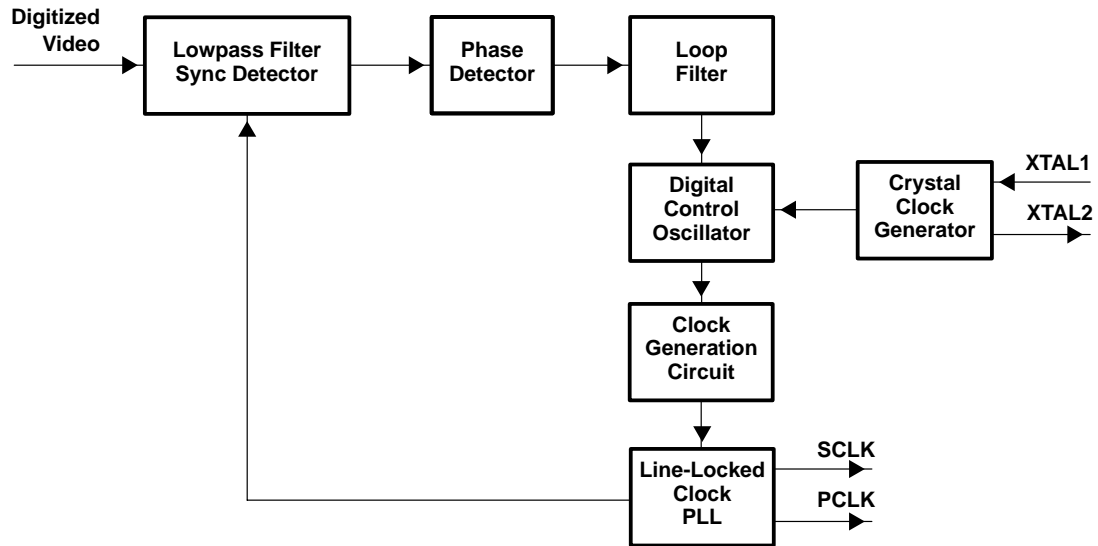 Digitized
Video
Lowpass Filter
Sync Detector
Phase
Detector
Loop
Filter
Digital
Control
Oscillator
Crystal
Clock
Generator
XTAL1
XTAL2
Clock
Generation
Circuit
Line-Locked
Clock
PLL
SCLK
PCLK